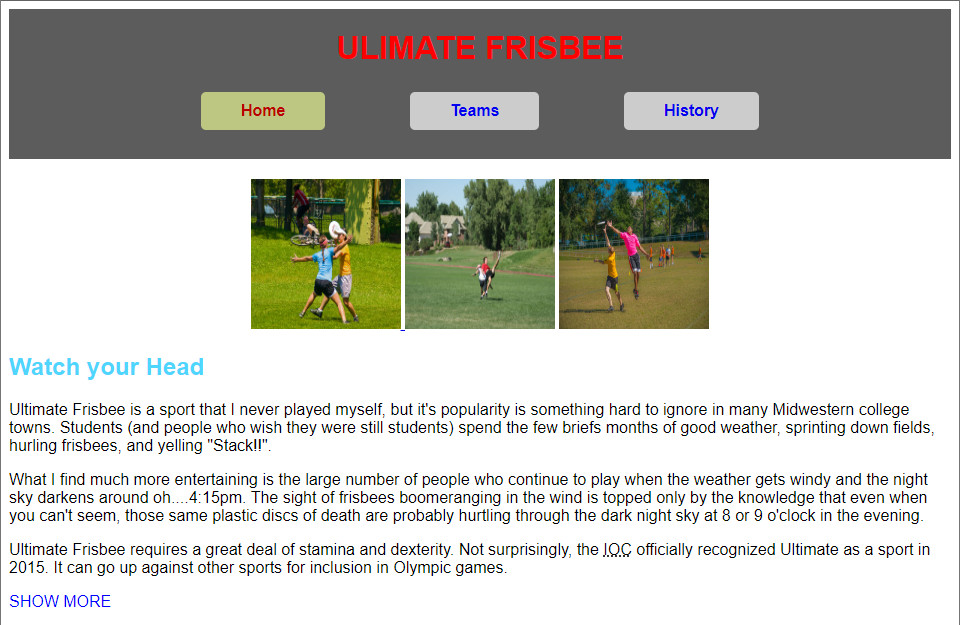 ULIMATE FRISBEE
Home
Teams
History
Watch your Head
Ultimate Frisbee is a sport that I never played myself, but it's popularity is something hard to ignore in many Midwestern college
towns. Students (and people who wish they were still students) spend the few briefs months of good weather, sprinting down fields,
hurling frisbees, and yelling "Stack!!".
What I find much more entertaining is the large number of people who continue to play when the weather gets windy and the night
sky darkens around oh....4:15pm. The sight of frisbees boomeranging in the wind is topped only by the knowledge that even when
you can't seem, those same plastic discs of death are probably hurtling through the dark night sky at 8 or 9 o'clock in the evening.
Ultimate Frisbee requires a great deal of stamina and dexterity. Not surprisingly, the IOC officially recognized Ultimate as a sport in
2015. It can go up against other sports for inclusion in Olympic games.
SHOW MORE